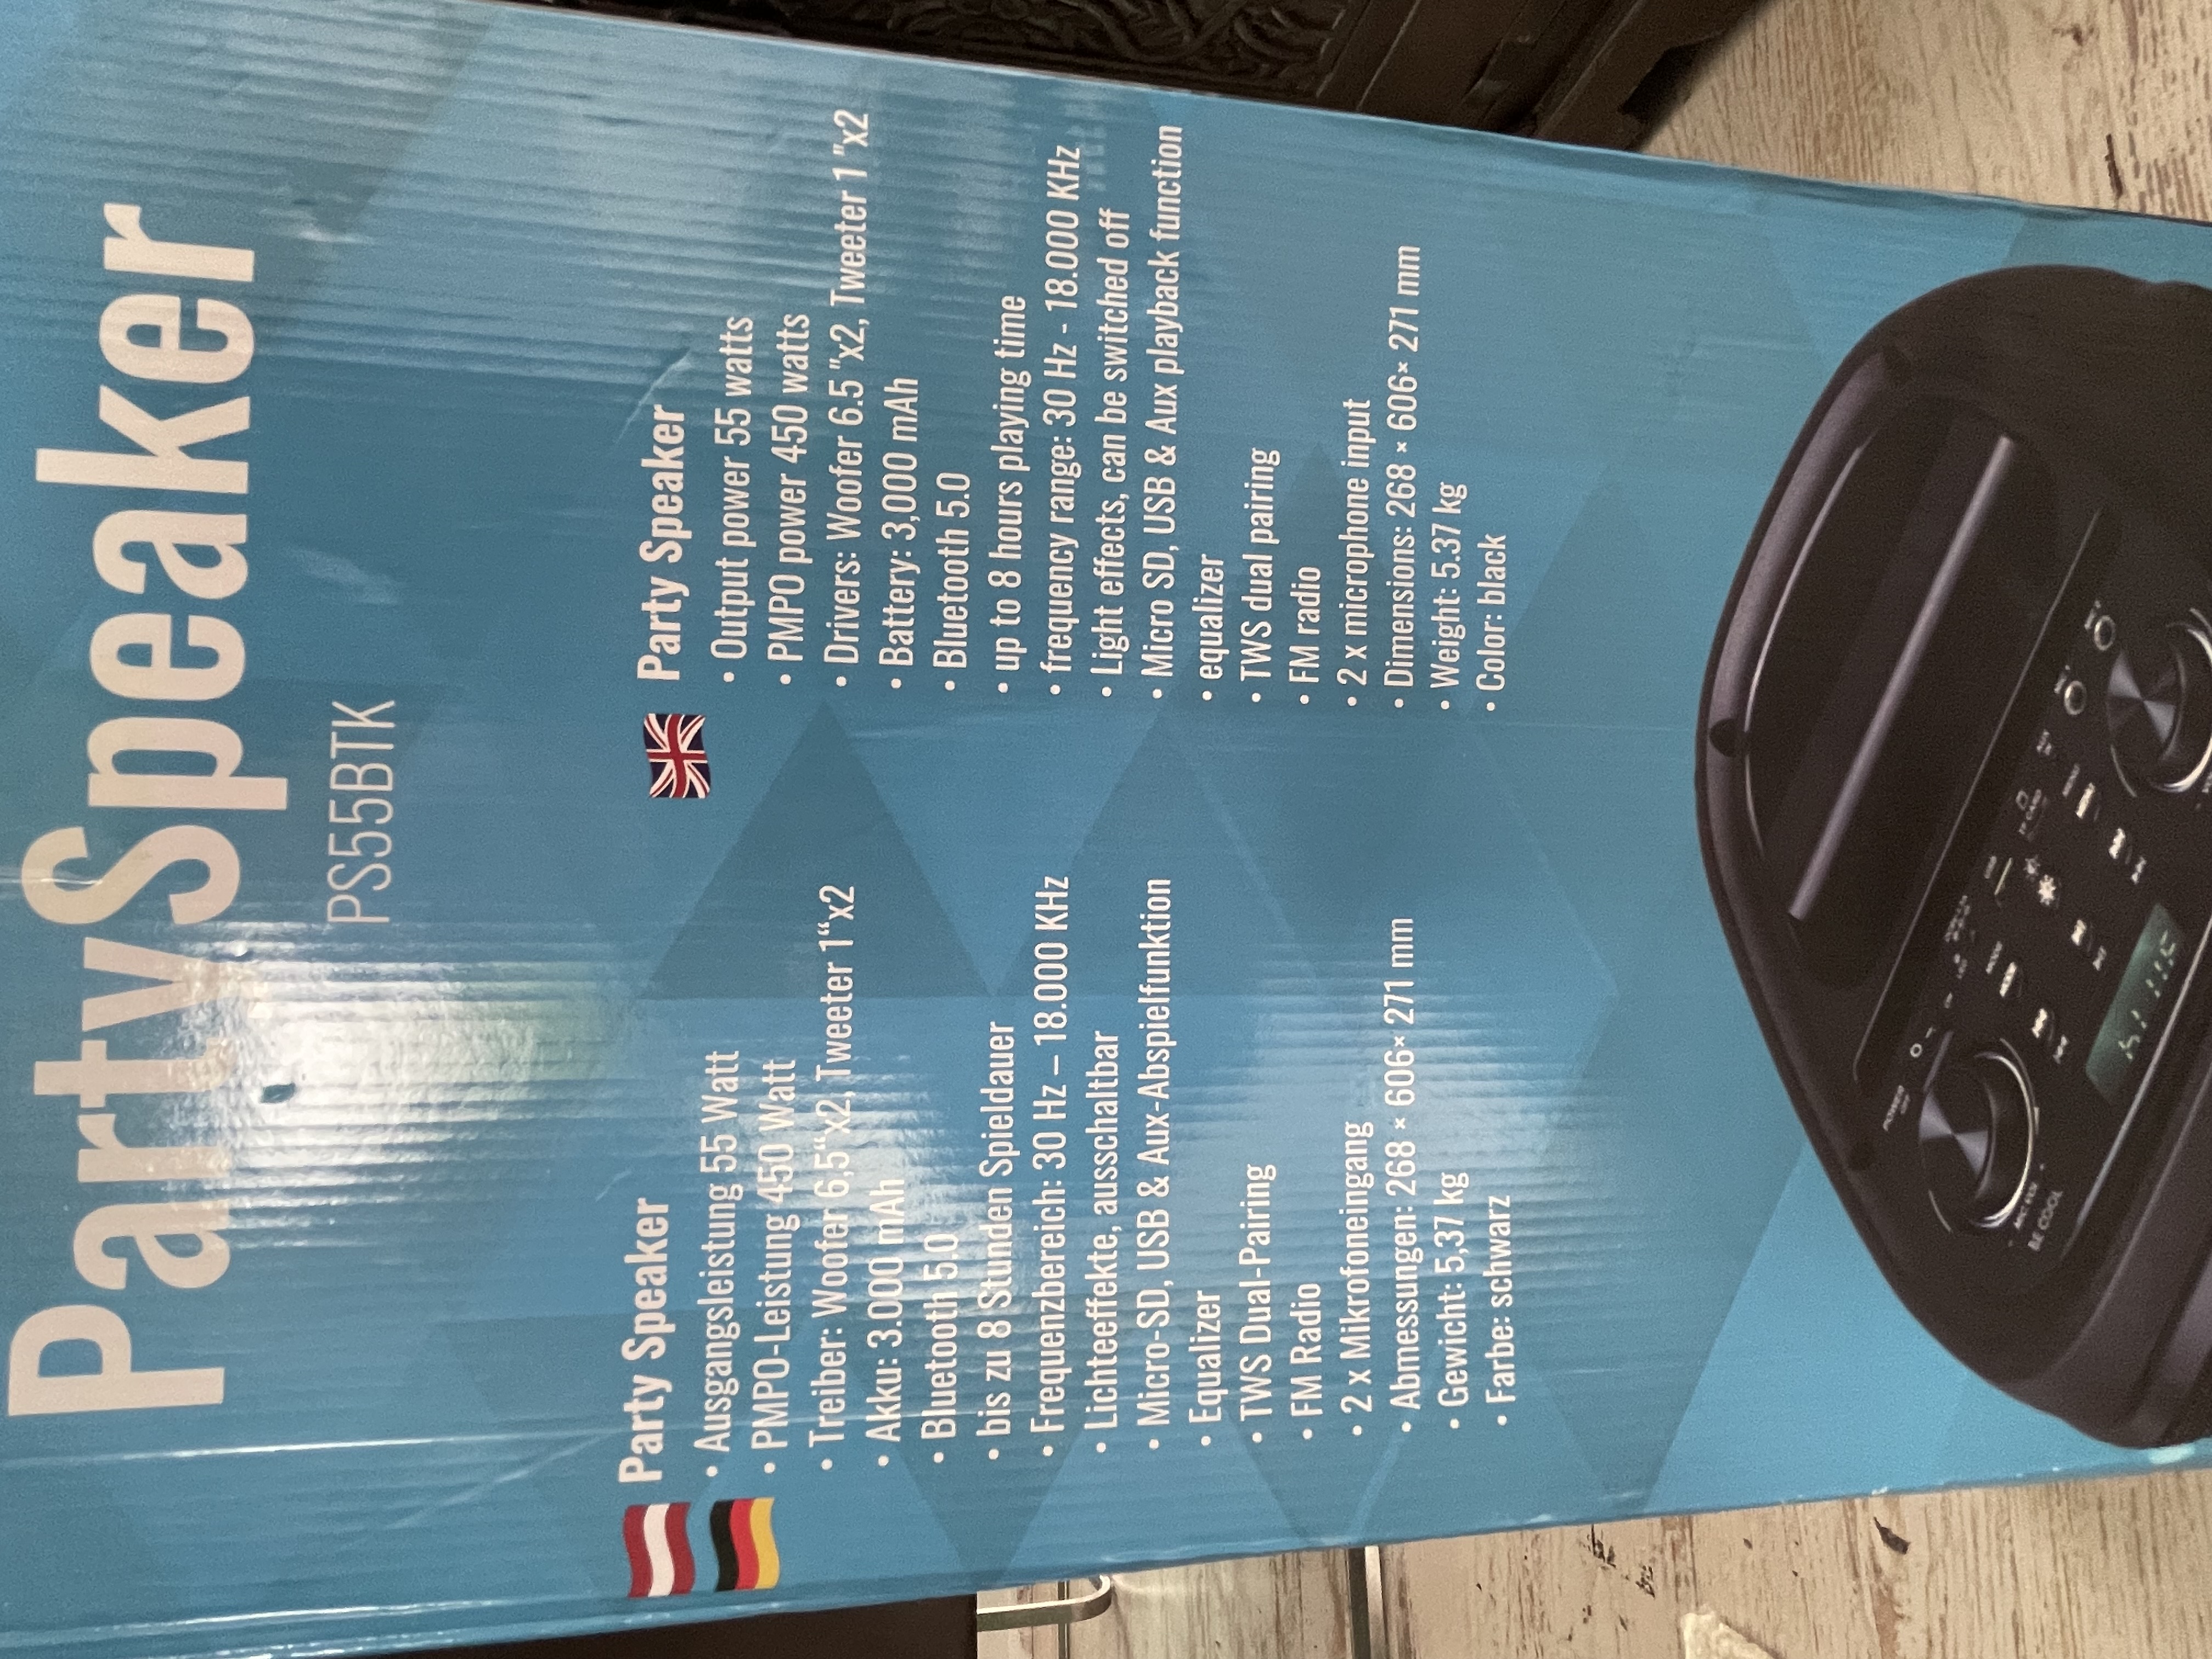 PartySpeaker
PS55BTK
Party Speaker
• Ausgangsleistung 55 Watt
• PMPO-Leistung 450 Watt
• Treiber: Woofer 6,5“x2, Tweeter 1“x2
• Akku: 3.000 mAh
• Bluetooth 5.0
• bis zu 8 Stunden Spieldauer
• Frequenzbereich: 30 Hz – 18.000 KHz
• Lichteeffekte, ausschaltbar
• Micro-SD, USB & Aux-Abspielfunktion
• Equalizer
• TWS Dual-Pairing
• FM Radio
• 2 x Mikrofoneingang
• Abmessungen: 268 × 606× 271 mm
• Gewicht: 5,37 kg
• Farbe: schwarz
Party Speaker
• Output power 55 watts
• PMPO power 450 watts
• Drivers: Woofer 6.5 "x2, Tweeter 1 "x2
• Battery: 3,000 mAh
• Bluetooth 5.0
• up to 8 hours playing time
• frequency range: 30 Hz - 18.000 KHz
• Light effects, can be switched off
• Micro SD, USB & Aux playback function
• equalizer
• TWS dual pairing
• FM radio
• 2 x microphone input
• Dimensions: 268 × 606× 271 mm
• Weight: 5.37 kg
• Color: black
POWER
MIC VOL
BE COOL